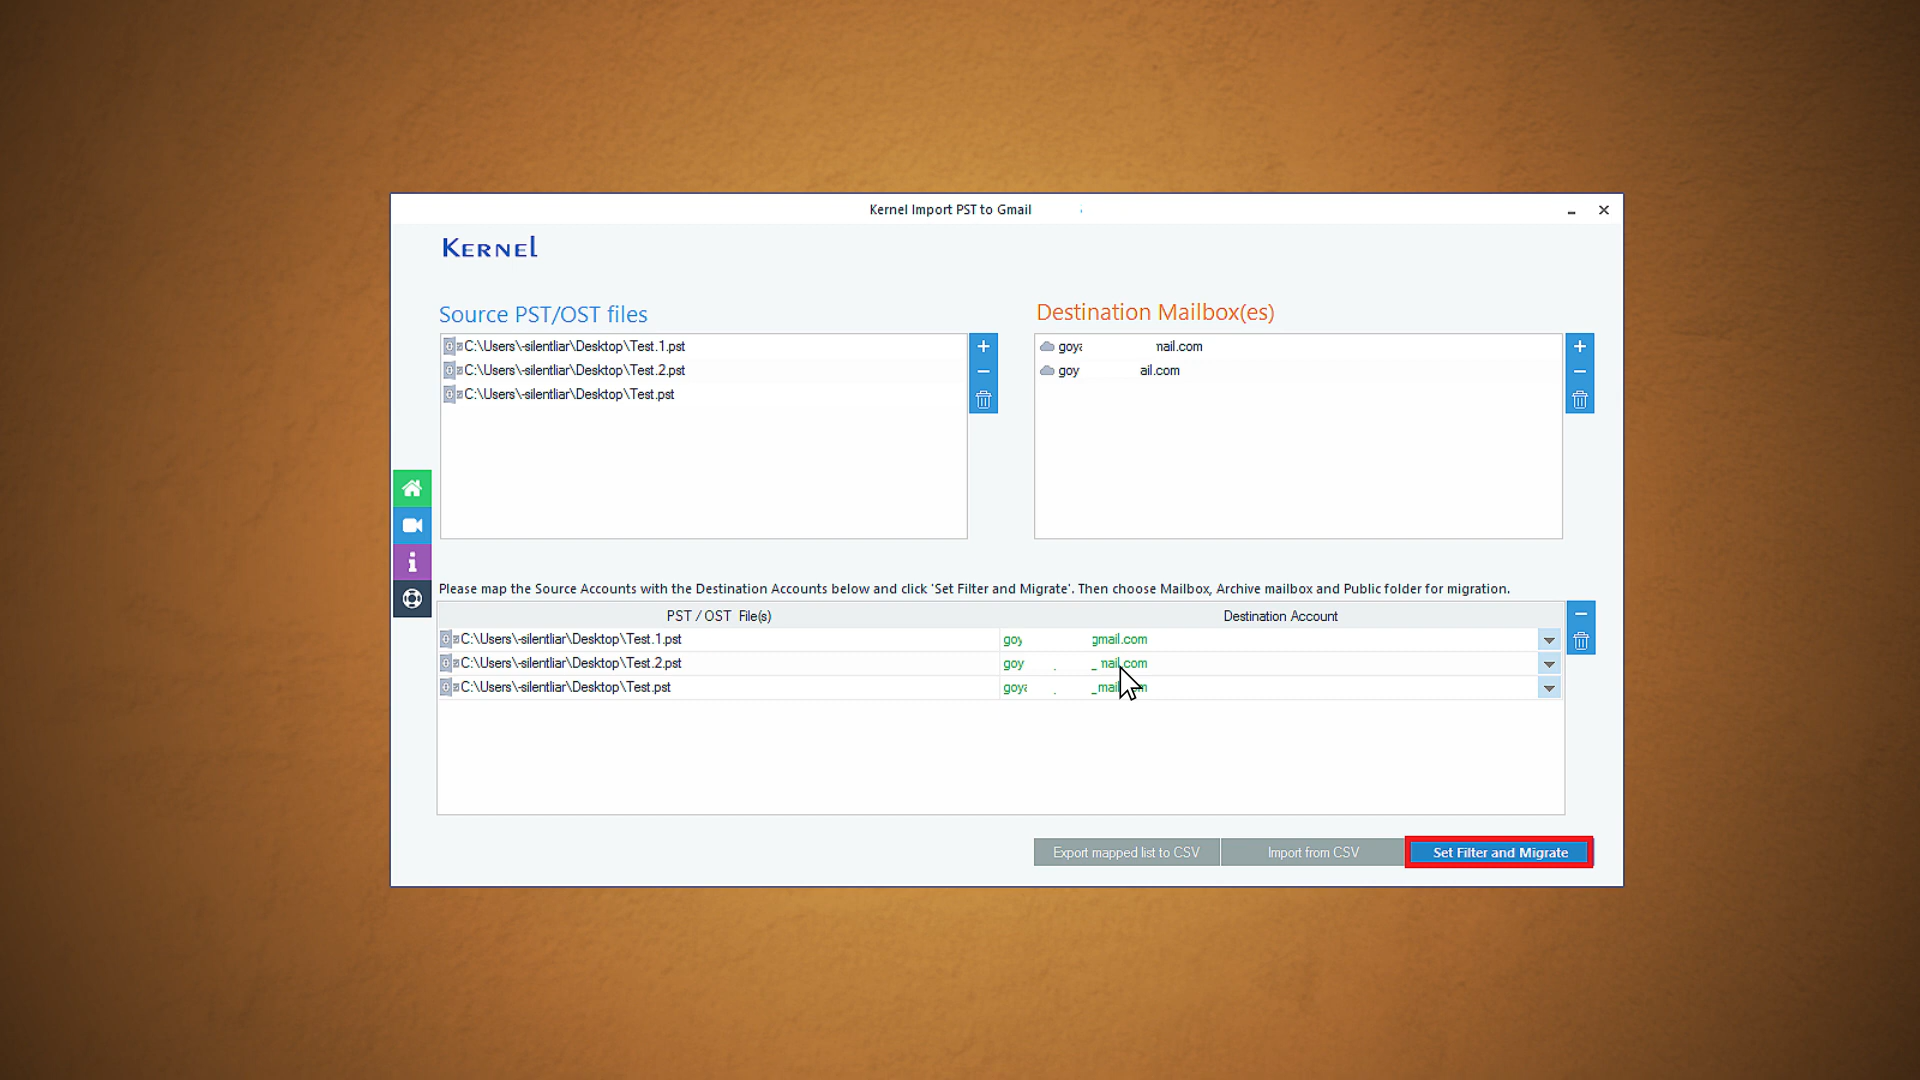 Kernel Import PST to Gmail
KERNEL
Source PST/OST files
C:\Users\-silentliar\Desktop\Test.1.pst
C:\Users\-silentliar\Desktop\Test.2.pst
C:\Users\-silentliar\Desktop\Test.pst
Destination Mailbox(es)
goya nail.com
goy ail.com
Please map the Source Accounts with the Destination Accounts below and click 'Set Filter and Migrate'. Then choose Mailbox, Archive mailbox and Public folder for migration.
PST / OST File(s) Destination Account
C:\Users\-silentliar\Desktop\Test.1.pst goy gmail.com
C:\Users\-silentliar\Desktop\Test.2.pst goy mail.com
C:\Users\-silentliar\Desktop\Test.pst goya
Export mapped list to CSV
Import from CSV
Set Filter and Migrate